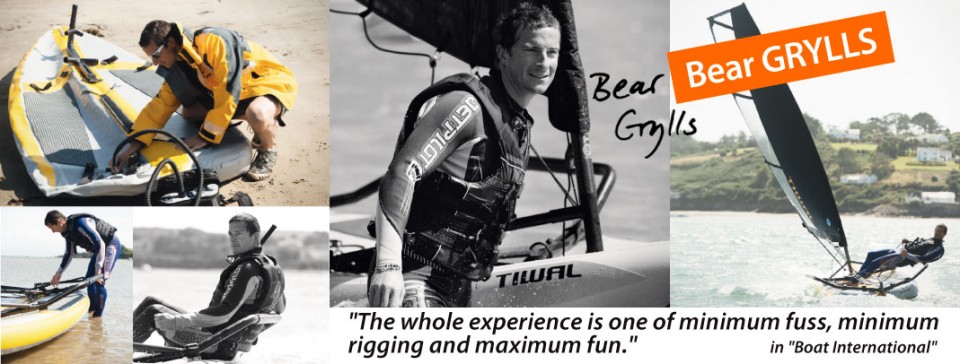 Bear GRYLLS
Bear
Grylls
JETPILOT
TIWAL
"The whole experience is one of minimum fuss, minimum
rigging and maximum fun."
in "Boat International"